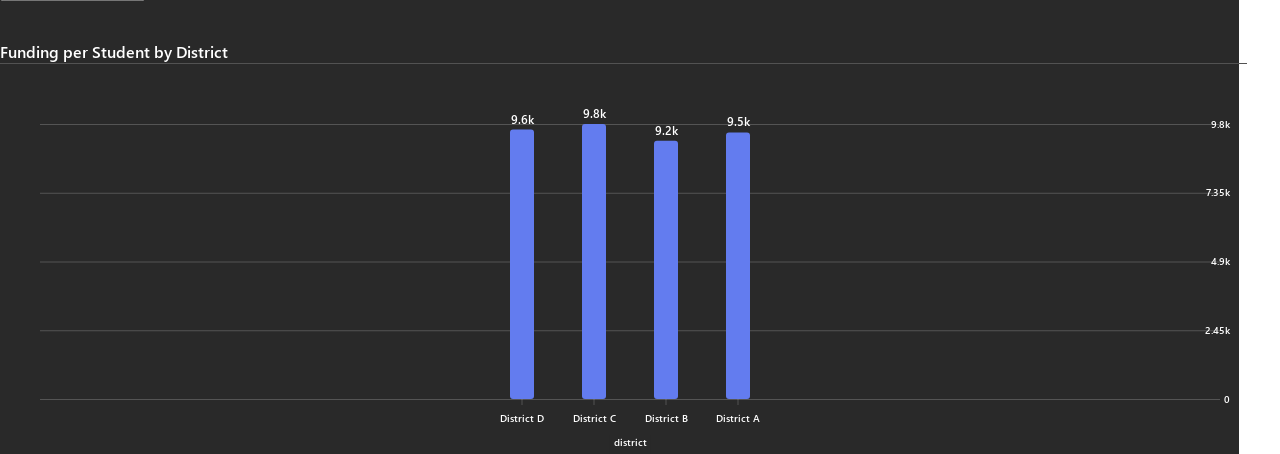 Funding per Student by District
9.6k
9.8k
9.2k
9.5k
9.8k
7.35k
4.9k
2.45k
0
District D
District C
District B
District A
district